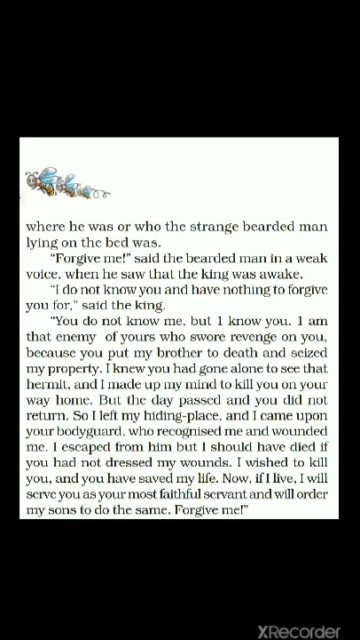 where he was or who the strange bearded man
lying on the bed was.
"Forgive me!" said the bearded man in a weak
voice, when he saw that the king was awake.
"I do not know you and have nothing to forgive
you for," said the king.
"You do not know me, but I know you. I am
that enemy of yours who swore revenge on you,
because you put my brother to death and seized
my property. I knew you had gone alone to see that
hermit, and I made up my mind to kill you on your
way home. But the day passed and you did not
return. So I left my hiding-place, and I came upon
your bodyguard, who recognised me and wounded
me. I escaped from him but I should have died if
you had not dressed my wounds. I wished to kill
you, and you have saved my life. Now, if I live, I will
serve you as your most faithful servant and will order
my sons to do the same. Forgive me!"
XRecorder